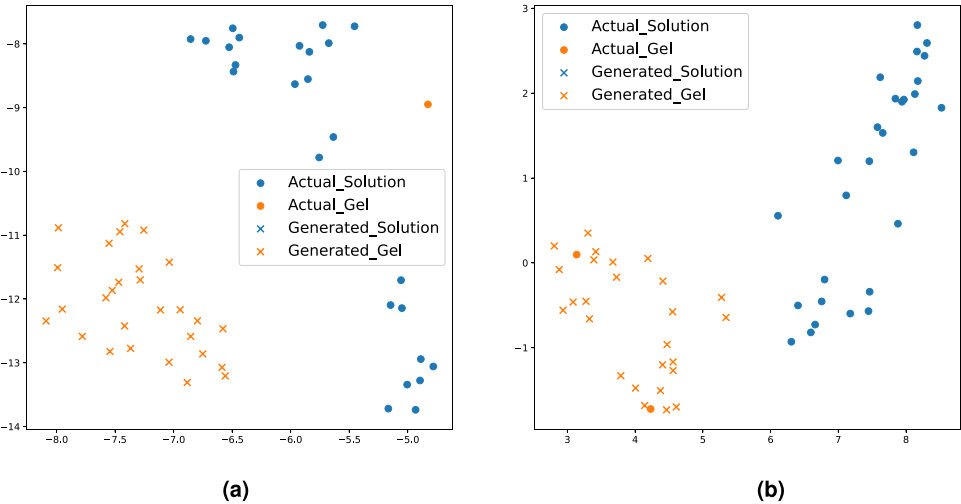 −8
−9
−10
−11
−12
−13
−14
−8.0
−7.5
−7.0
−6.5
−6.0
−5.5
−5.0
Actual_Solution
Actual_Gel
Generated_Solution
Generated_Gel
(a)
3
2
1
0
−1
3
4
5
6
7
8
Actual_Solution
Actual_Gel
Generated_Solution
Generated_Gel
(b)